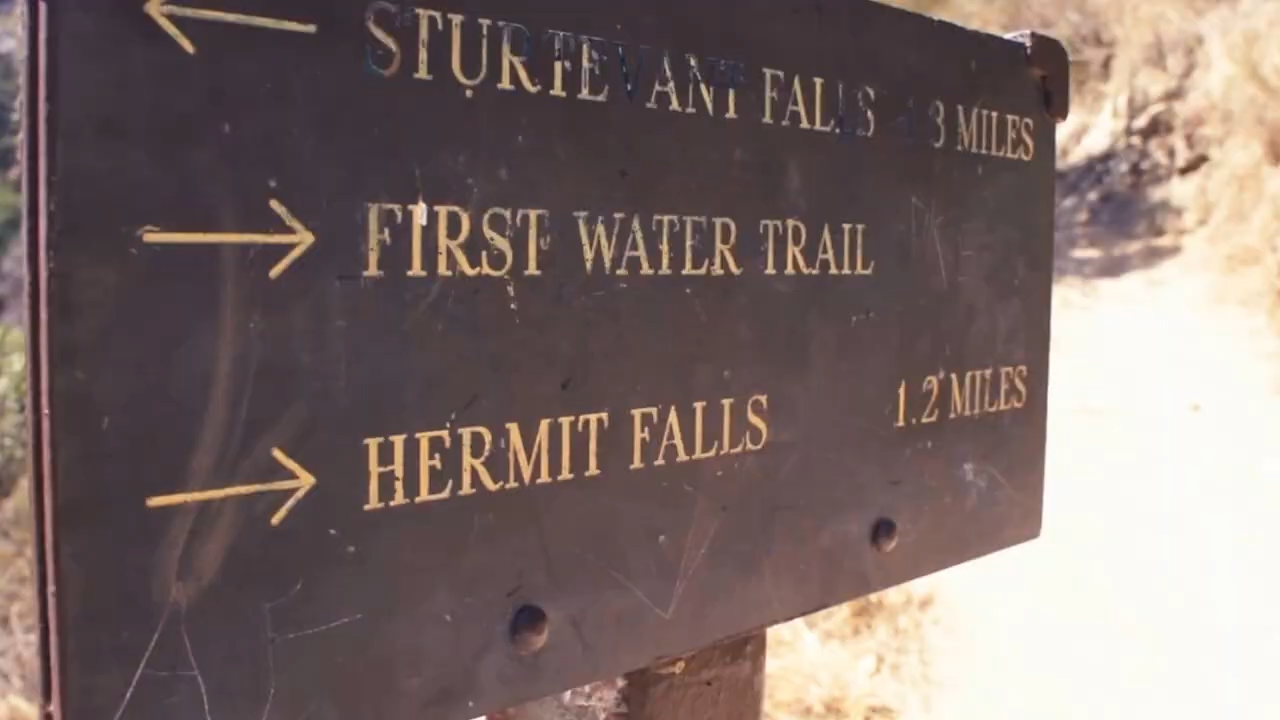 ← STURTEVANT FALLS 3 MILES
→ FIRST WATER TRAIL
→ HERMIT FALLS 1.2 MILES